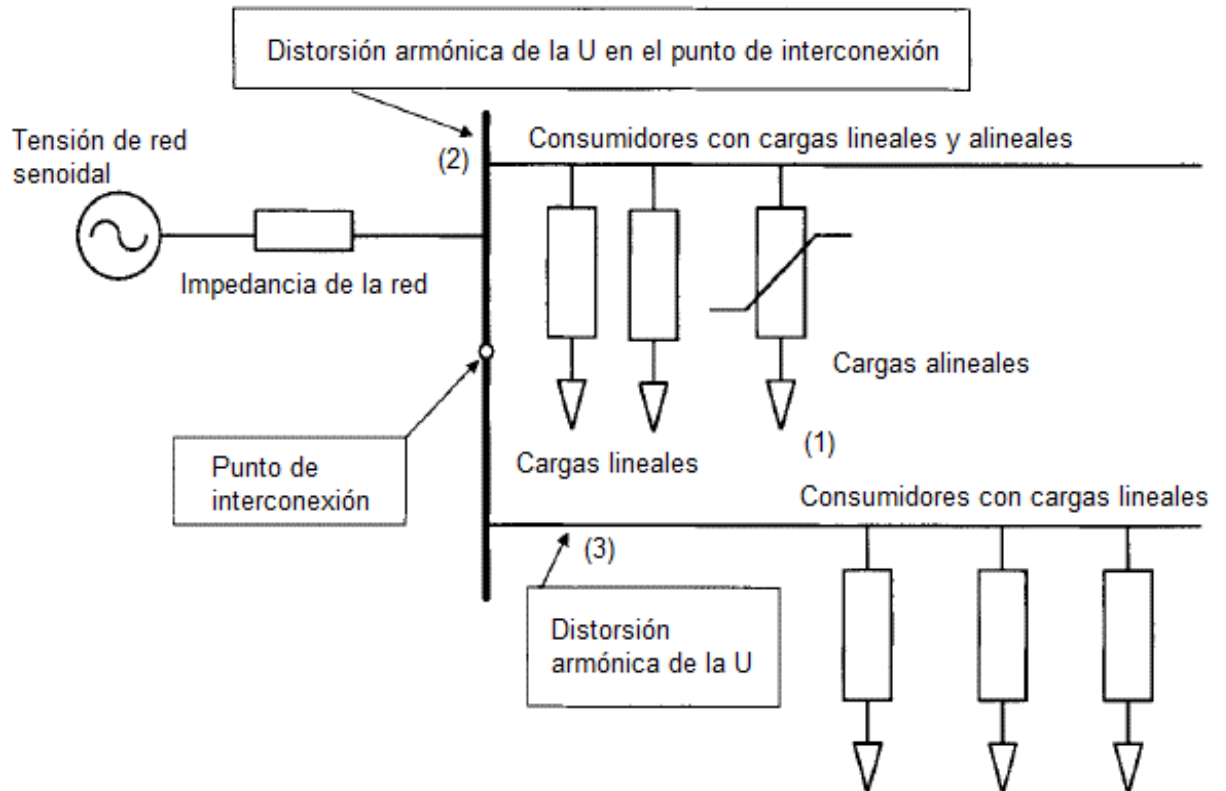 Distorsión armónica de la U en el punto de interconexión
Tensión de red
senoidal
(2)
Consumidores con cargas lineales y alineales
Impedancia de la red
Cargas alineales
(1)
Cargas lineales
Punto de
interconexión
Consumidores con cargas lineales
(3)
Distorsión
armónica de la U